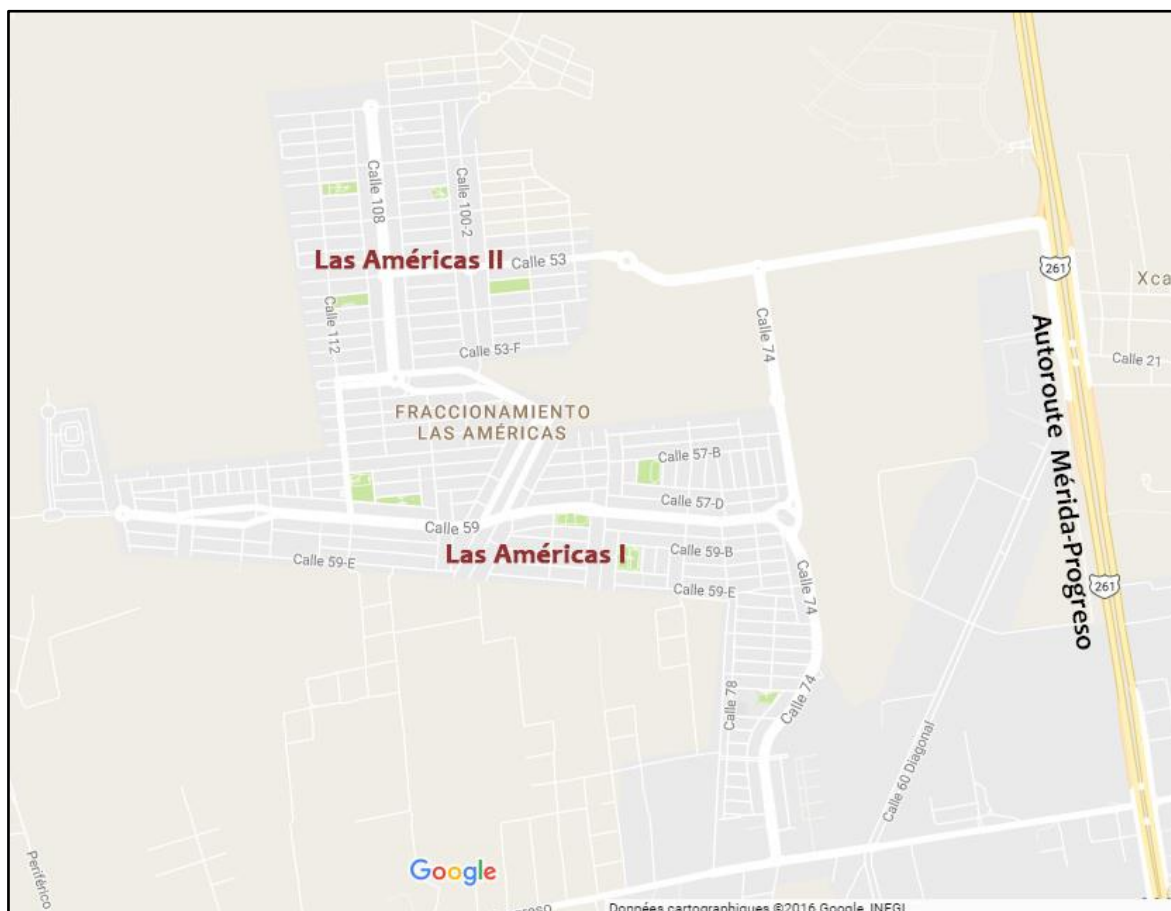 Calle 108
Calle 100-2
Las Américas II
Calle 53
261
Xca
Calle 112
Calle 74
Autoroute Mérida-Progreso
Calle 53-F
Calle 21
FRACCIONAMIENTO
LAS AMÉRICAS
Calle 57-B
Calle 57-D
Calle 59
Las Américas I
Calle 59-B
Calle 59-E
Calle 59-E
Calle 74
261
Calle 78
Calle 74
Calle 60 Diagonal
Periférico
Google
Données cartographiques ©2016 Google, INEGI